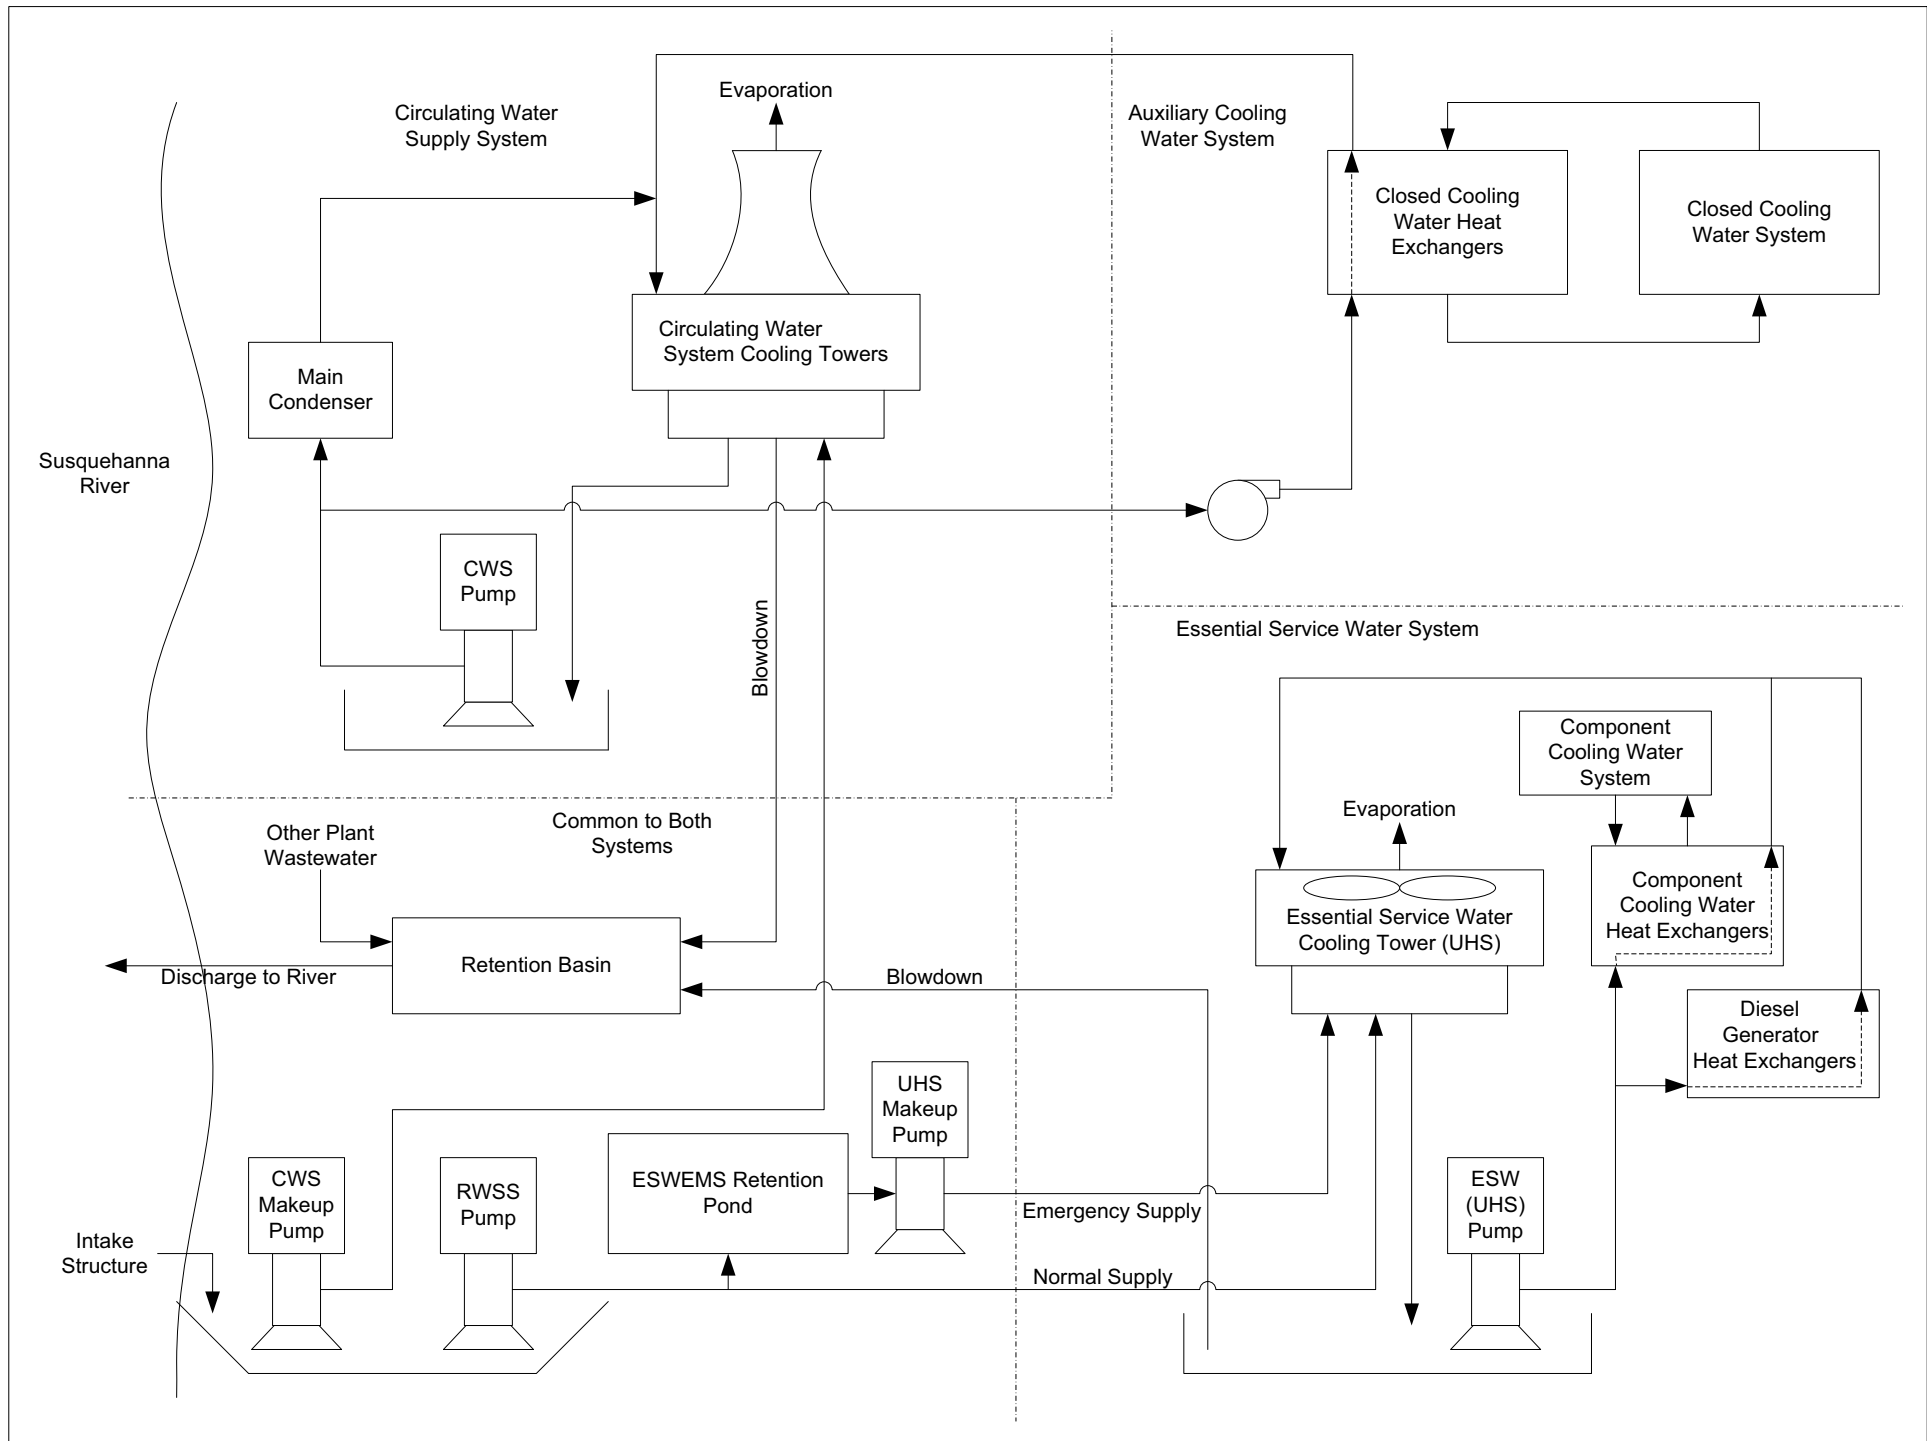 Evaporation
Circulating Water
Supply System
Auxiliary Cooling
Water System
Closed Cooling
Water Heat
Exchangers
Closed Cooling
Water System
Circulating Water
System Cooling Towers
Main
Condenser
Susquehanna
River
CWS
Pump
Blowdown
Essential Service Water System
Component
Cooling Water
System
Evaporation
Common to Both
Systems
Other Plant
Wastewater
Component
Cooling Water
Heat Exchangers
Essential Service Water
Cooling Tower (UHS)
Retention Basin
Discharge to River
Blowdown
Diesel
Generator
Heat Exchangers
UHS
Makeup
Pump
CWS
Makeup
Pump
RWSS
Pump
ESWEMS Retention
Pond
ESW
(UHS)
Pump
Emergency Supply
Intake
Structure
Normal Supply